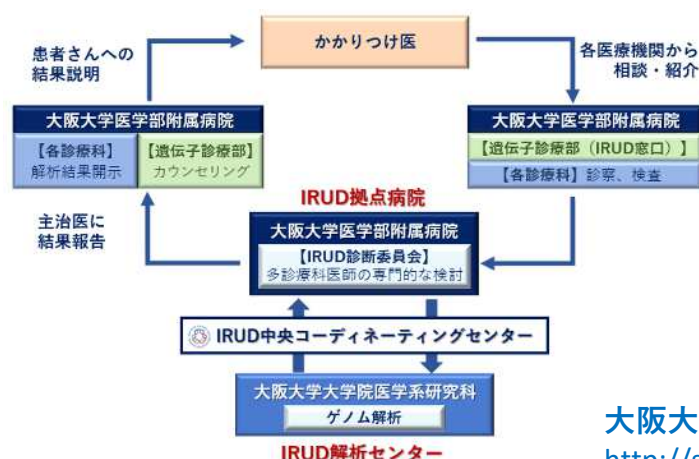 かかりつけ医
患者さんへの
結果説明
各医療機関から
相談・紹介
大阪大学医学部附属病院
【各診療科】
解析結果開示
【遺伝子診療部】
カウンセリング
大阪大学医学部附属病院
【遺伝子診療部（IRUD窓口）】
【各診療科】診察、検査
IRUD拠点病院
主治医に
結果報告
大阪大学医学部附属病院
【IRUD診断委員会】
多診療科医師の専門的な検討
IRUD中央コーディネーティングセンター
大阪大学大学院医学系研究科
ゲノム解析
IRUD解析センター
大阪大